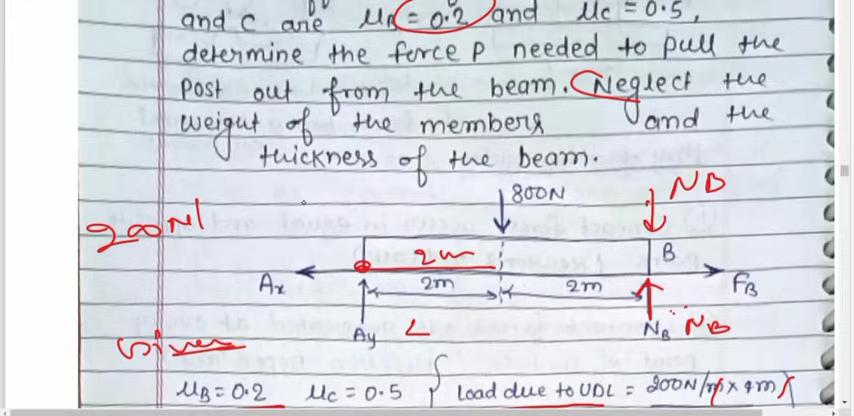 and C are μB = 0.2 and μc = 0.5,
determine the force P needed to pull the
Post out from the beam. Neglect the
weigut of the members and the
thickness of the beam.
800N
NB
200N/
2m
B
Ax
2m
2m
FB
Ay
L
NB
NB
Given
μB = 0.2 μc = 0.5 Load due to UDL = 200N/m x 4m